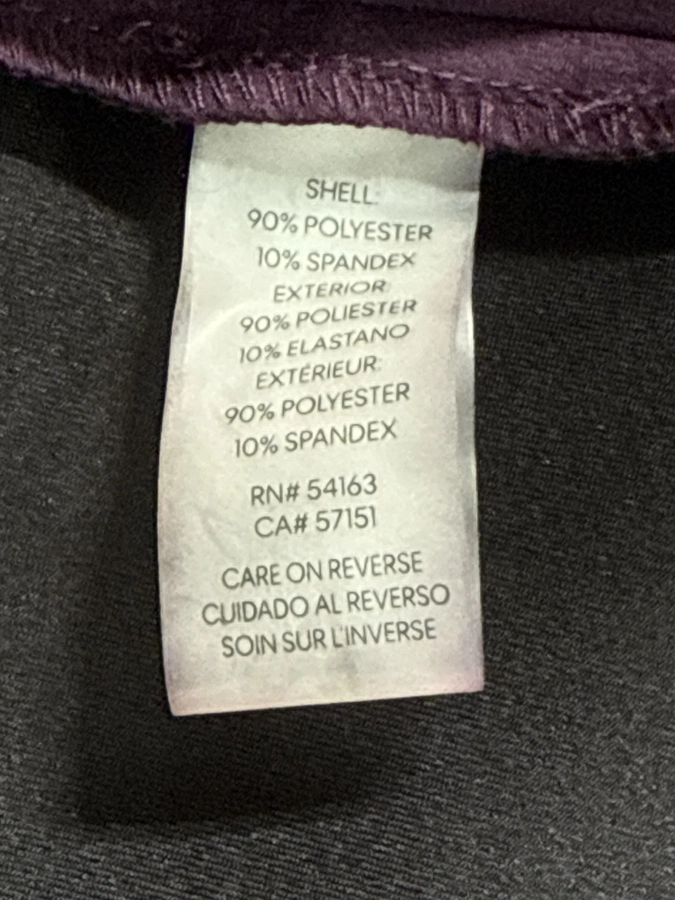 SHELL:
90% POLYESTER
10% SPANDEX
EXTERIOR:
90% POLIESTER
10% ELASTANO
EXTÉRIEUR:
90% POLYESTER
10% SPANDEX
RN# 54163
CA# 57151
CARE ON REVERSE
CUIDADO AL REVERSO
SOIN SUR L'INVERSE